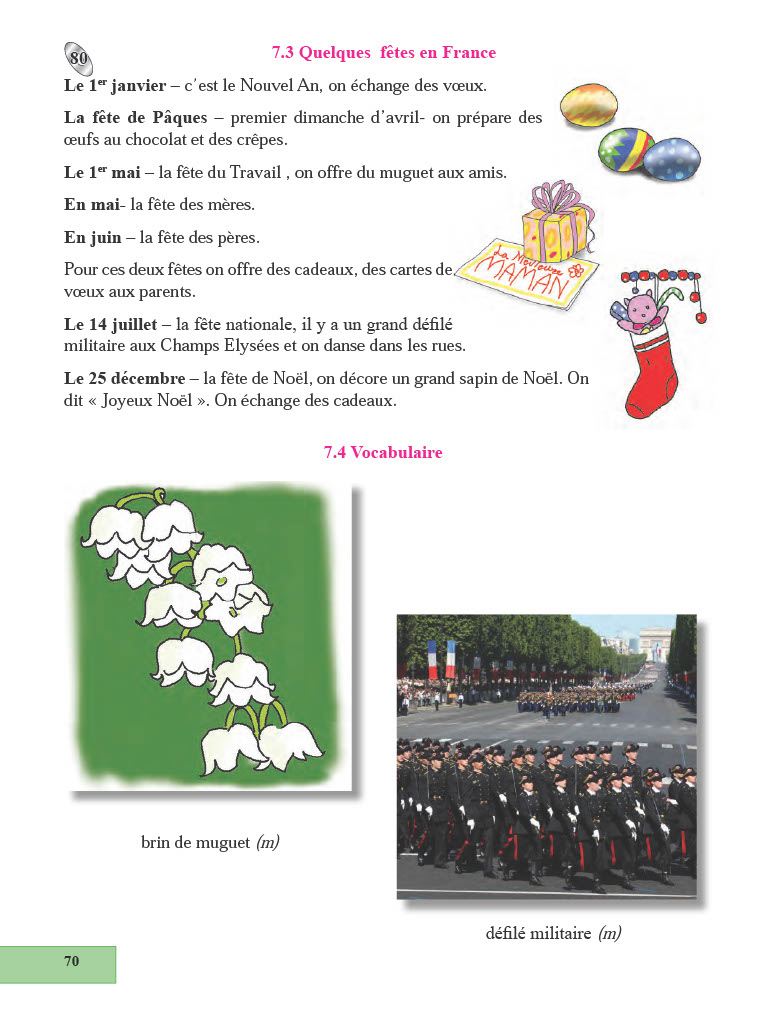 7.3 Quelques fêtes en France
80
Le 1er janvier – c'est le Nouvel An, on échange des vœux.
La fête de Pâques – premier dimanche d'avril- on prépare des
œufs au chocolat et des crêpes.
Le 1er mai – la fête du Travail , on offre du muguet aux amis.
En mai- la fête des mères.
En juin – la fête des pères.
Pour ces deux fêtes on offre des cadeaux, des cartes de
vœux aux parents.
La Meilleure
MAMAN
Le 14 juillet – la fête nationale, il y a un grand défilé
militaire aux Champs Elysées et on danse dans les rues.
Le 25 décembre – la fête de Noël, on décore un grand sapin de Noël. On
dit « Joyeux Noël ». On échange des cadeaux.
7.4 Vocabulaire
brin de muguet (m)
défilé militaire (m)
70